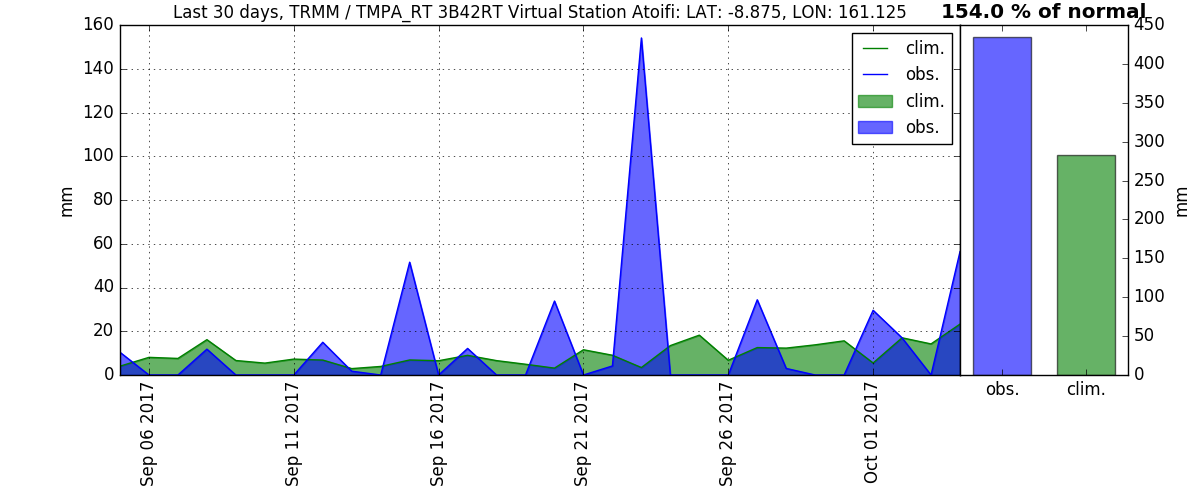 Last 30 days, TRMM / TMPA_RT 3B42RT Virtual Station Atoifi: LAT: -8.875, LON: 161.125
154.0 % of normal
160
140
120
100
80
60
40
20
0
mm
clim.
obs.
clim.
obs.
450
400
350
300
250
200
150
100
50
0
mm
Sep 06 2017
Sep 11 2017
Sep 16 2017
Sep 21 2017
Sep 26 2017
Oct 01 2017
obs.
clim.